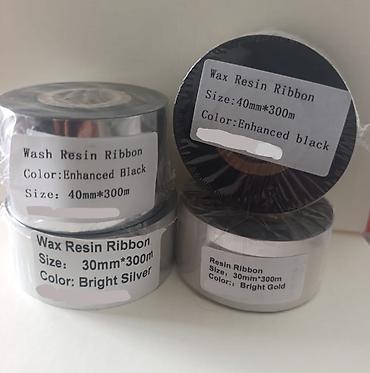 Wash Resin Ribbon
Color:Enhanced Black
Size: 40mm*300m
Wax Resin Ribbon
Size:40mm*300m
Color:Enhanced black
Wax Resin Ribbon
Size: 30mm*300m
Color: Bright Silver
Resin Ribbon
Size: 30mm*300m
Color:: Bright Gold